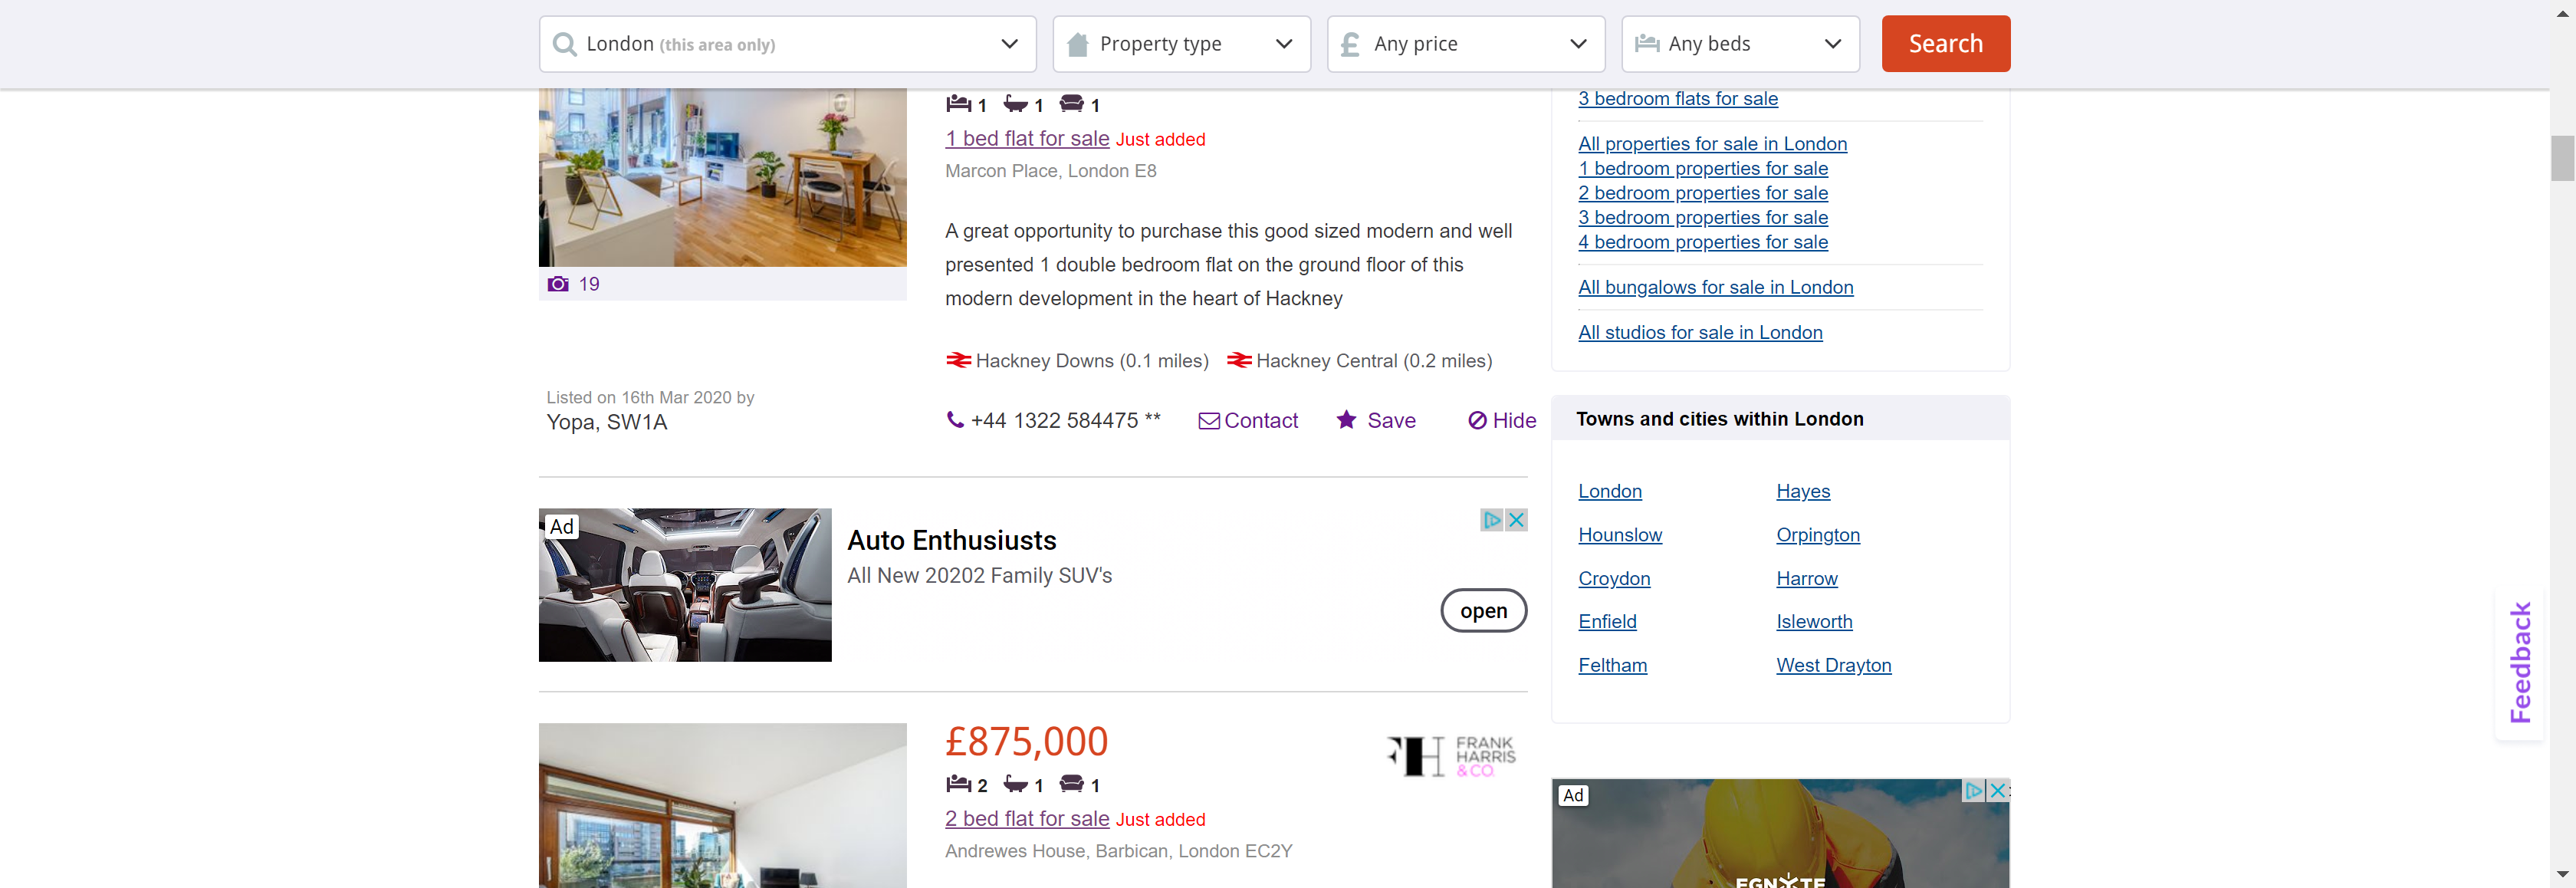 London (this area only)
Property type
Any price
Any beds
Search
1 1 1
1 bed flat for sale Just added
Marcon Place, London E8
A great opportunity to purchase this good sized modern and well
presented 1 double bedroom flat on the ground floor of this
modern development in the heart of Hackney
19
Hackney Downs (0.1 miles) Hackney Central (0.2 miles)
Listed on 16th Mar 2020 by
Yopa, SW1A
+44 1322 584475 ** Contact Save Hide
Ad
Auto Enthusiusts
All New 20202 Family SUV's
open
£875,000
FH FRANK
HARRIS
& CO.
2 1 1
2 bed flat for sale Just added
Andrewes House, Barbican, London EC2Y
3 bedroom flats for sale
All properties for sale in London
1 bedroom properties for sale
2 bedroom properties for sale
3 bedroom properties for sale
4 bedroom properties for sale
All bungalows for sale in London
All studios for sale in London
Towns and cities within London
London Hayes
Hounslow Orpington
Croydon Harrow
Enfield Isleworth
Feltham West Drayton
Ad
EGNYTE
Feedback